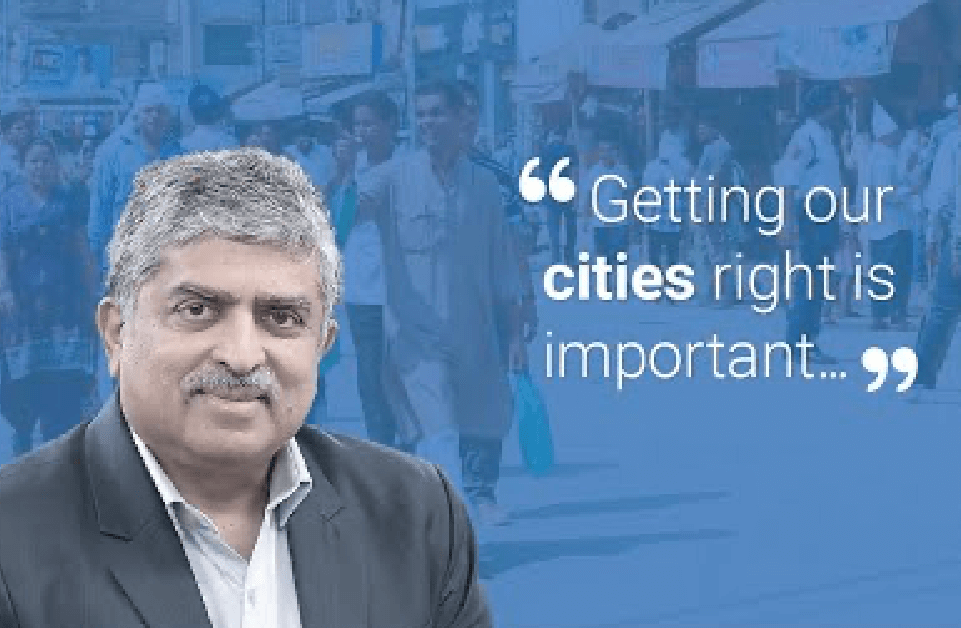 “ Getting our
cities right is
important... ”